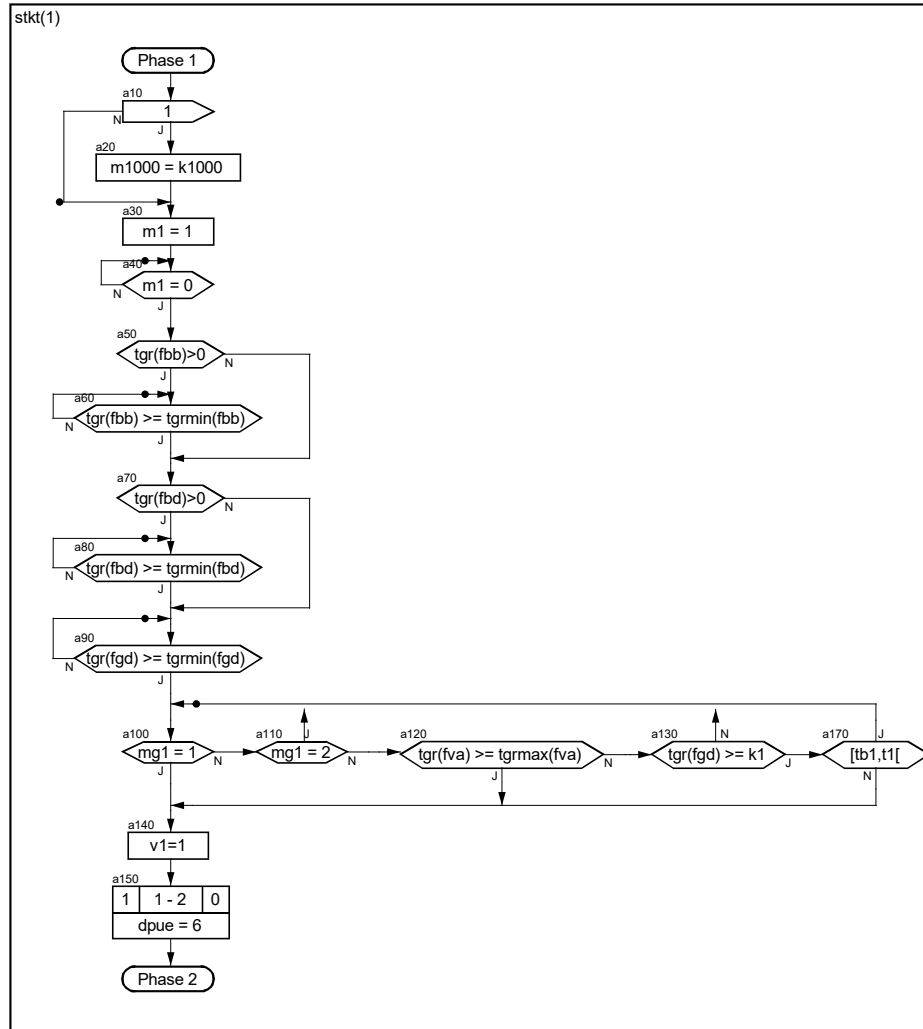 stkt(1)
Phase 1
a10
1
N
J
a20
m1000 = k1000
a30
m1 = 1
a40
m1 = 0
N
J
a50
tgr(fbb)>0
N
J
a60
tgr(fbb) >= tgrmin(fbb)
N
J
a70
tgr(fbd)>0
N
J
a80
tgr(fbd) >= tgrmin(fbd)
N
J
a90
tgr(fgd) >= tgrmin(fgd)
N
J
a100
mg1 = 1
N
J
a110
mg1 = 2
J
N
a120
tgr(fva) >= tgrmax(fva)
N
J
a130
tgr(fgd) >= k1
N
J
a170
[tb1,t1[
J
N
a140
v1=1
a150
1 1 - 2 0
dpue = 6
Phase 2